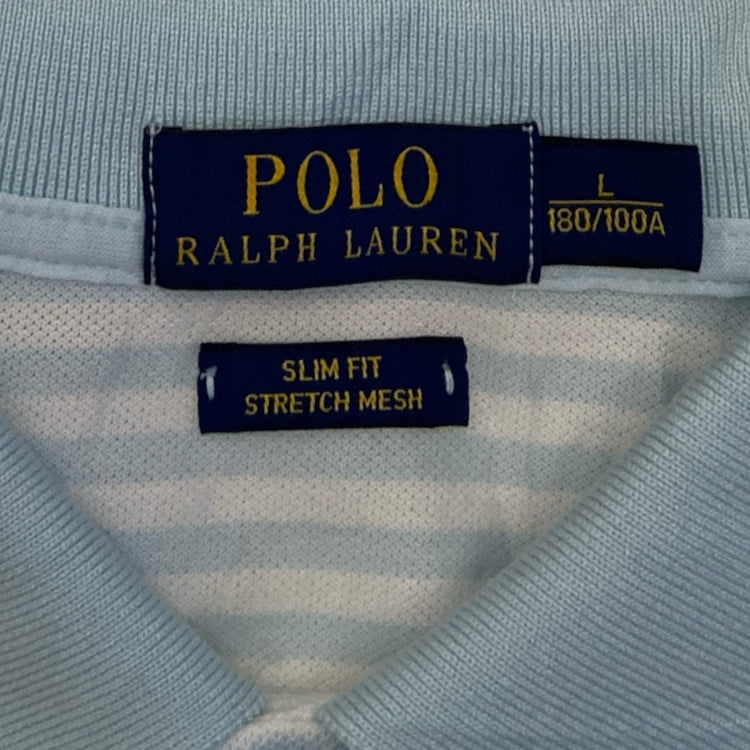 POLO
RALPH LAUREN
L
180/100A
SLIM FIT
STRETCH MESH